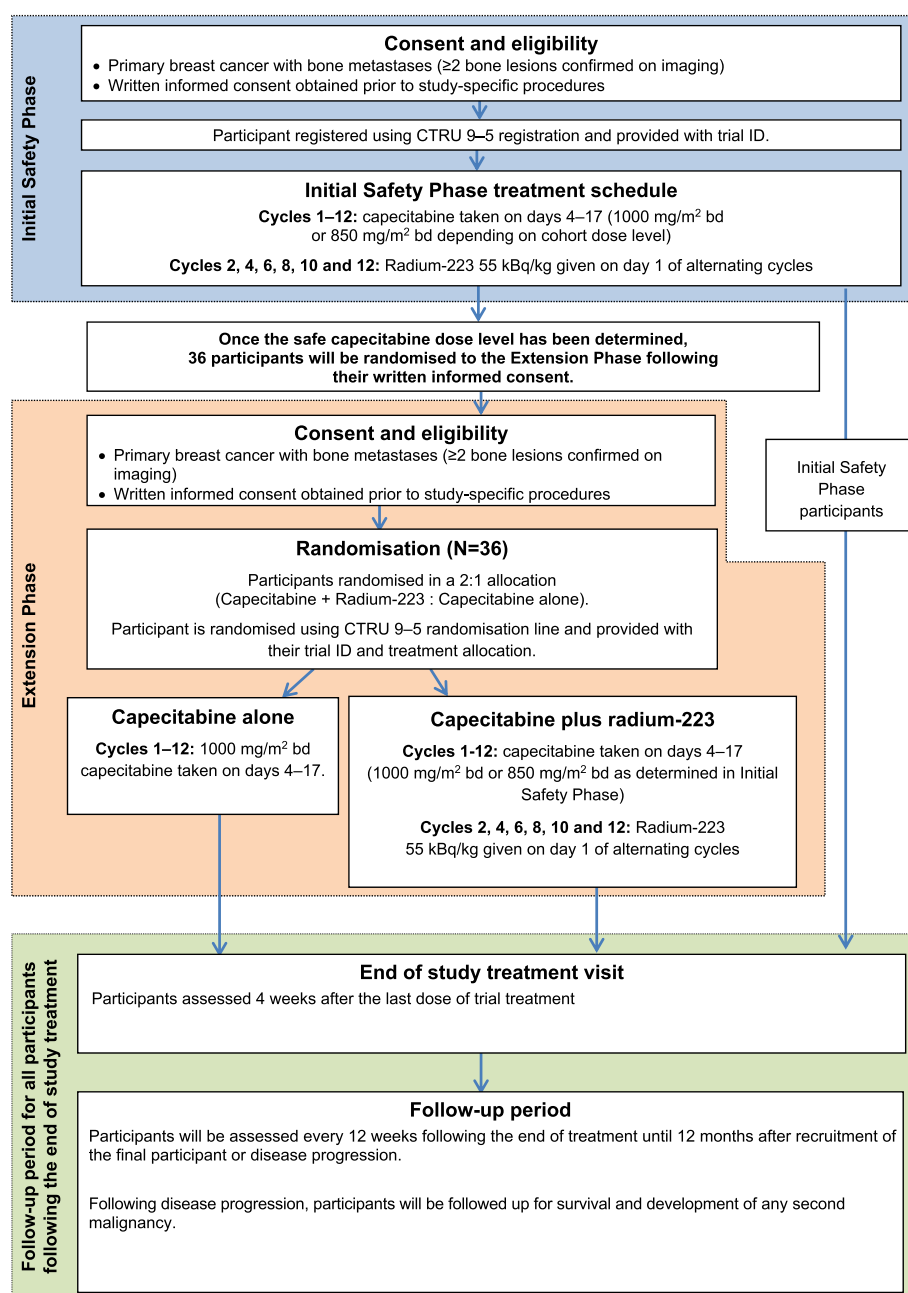 Initial Safety Phase
Consent and eligibility
• Primary breast cancer with bone metastases (≥2 bone lesions confirmed on imaging)
• Written informed consent obtained prior to study-specific procedures
Participant registered using CTRU 9–5 registration and provided with trial ID.
Initial Safety Phase treatment schedule
Cycles 1–12: capecitabine taken on days 4–17 (1000 mg/m² bd
or 850 mg/m² bd depending on cohort dose level)
Cycles 2, 4, 6, 8, 10 and 12: Radium-223 55 kBq/kg given on day 1 of alternating cycles
Once the safe capecitabine dose level has been determined,
36 participants will be randomised to the Extension Phase following
their written informed consent.
Initial Safety
Phase
participants
Extension Phase
Consent and eligibility
• Primary breast cancer with bone metastases (≥2 bone lesions confirmed on
imaging)
• Written informed consent obtained prior to study-specific procedures
Randomisation (N=36)
Participants randomised in a 2:1 allocation
(Capecitabine + Radium-223 : Capecitabine alone).
Participant is randomised using CTRU 9–5 randomisation line and provided with
their trial ID and treatment allocation.
Capecitabine alone
Cycles 1–12: 1000 mg/m² bd
capecitabine taken on days 4–17.
Capecitabine plus radium-223
Cycles 1-12: capecitabine taken on days 4–17
(1000 mg/m² bd or 850 mg/m² bd as determined in Initial
Safety Phase)
Cycles 2, 4, 6, 8, 10 and 12: Radium-223
55 kBq/kg given on day 1 of alternating cycles
Follow-up period for all participants
following the end of study treatment
End of study treatment visit
Participants assessed 4 weeks after the last dose of trial treatment
Follow-up period
Participants will be assessed every 12 weeks following the end of treatment until 12 months after recruitment of
the final participant or disease progression.
Following disease progression, participants will be followed up for survival and development of any second
malignancy.